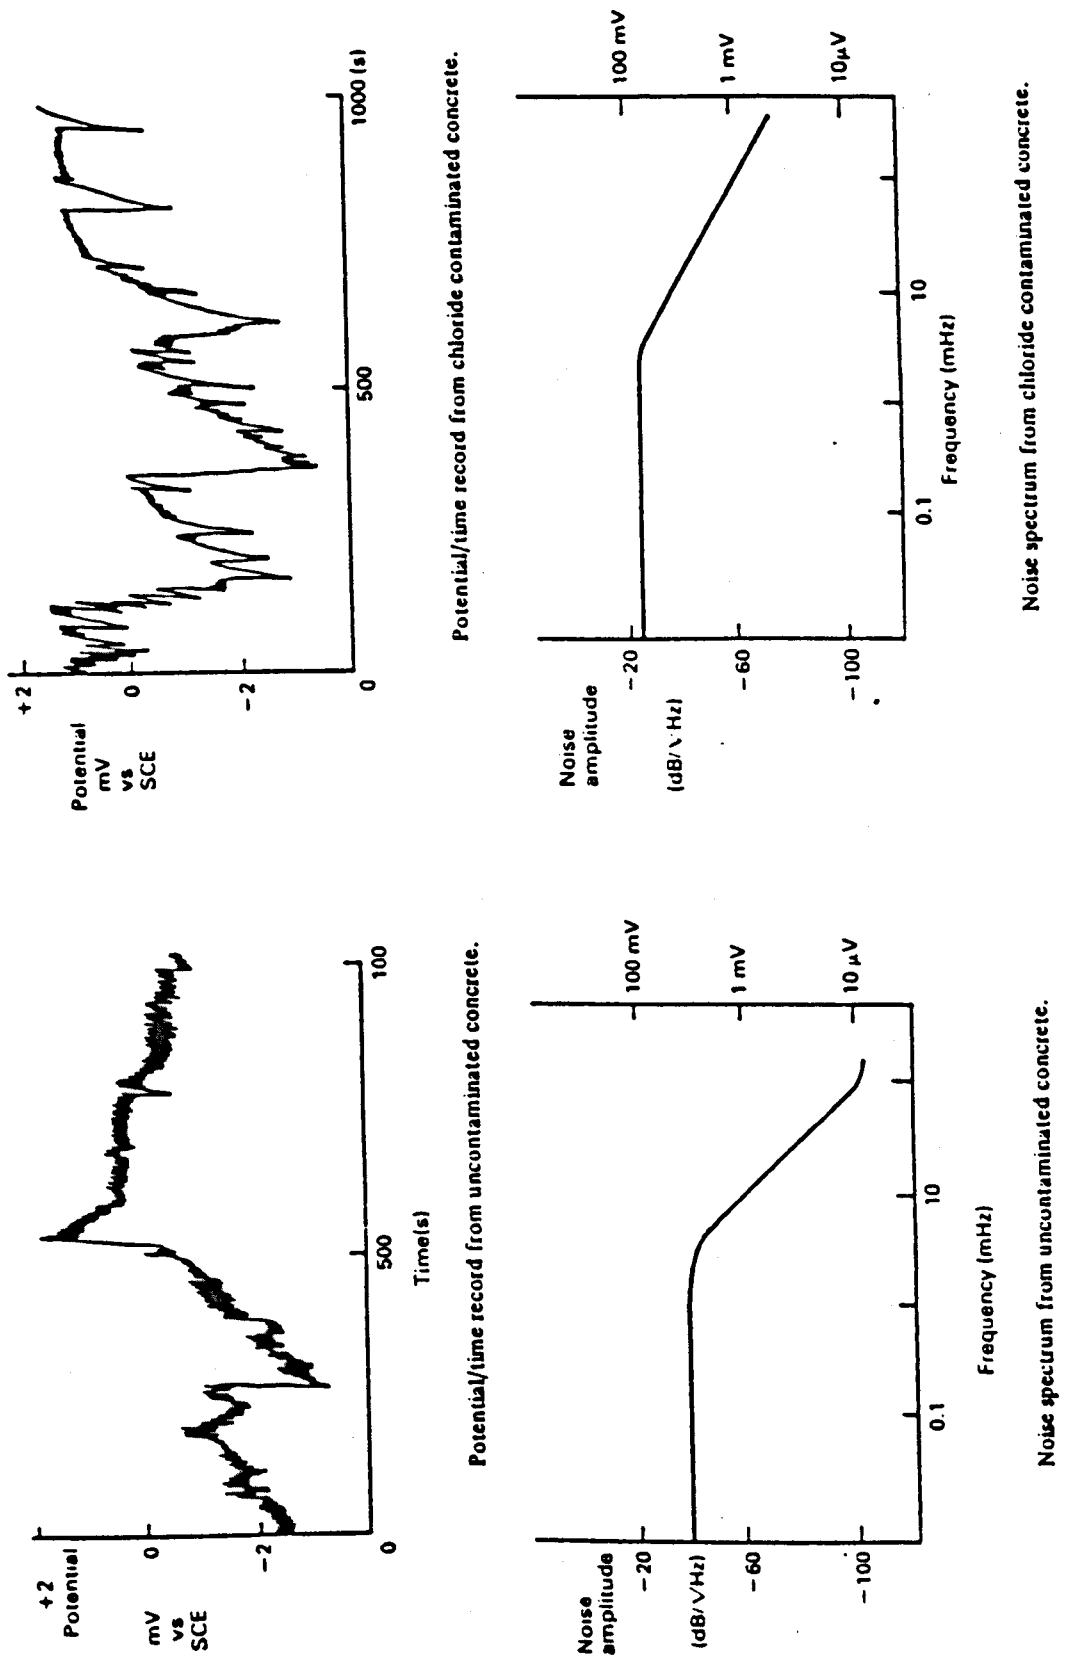 +2
Potential
0
mV
vs
SCE
-2
0
500
100
Time(s)
Potential/time record from uncontaminated concrete.
+2
Potential
mV
vs
SCE
0
-2
0
500
1000 (s)
Potential/time record from chloride contaminated concrete.
Noise
amplitude
(dB/√Hz)
-20
-60
-100
100 mV
1 mV
10 µV
0.1
10
Frequency (mHz)
Noise spectrum from uncontaminated concrete.
Noise
amplitude
(dB/√Hz)
-20
-60
-100
100 mV
1 mV
10µV
0.1
10
Frequency (mHz)
Noise spectrum from chloride contaminated concrete.